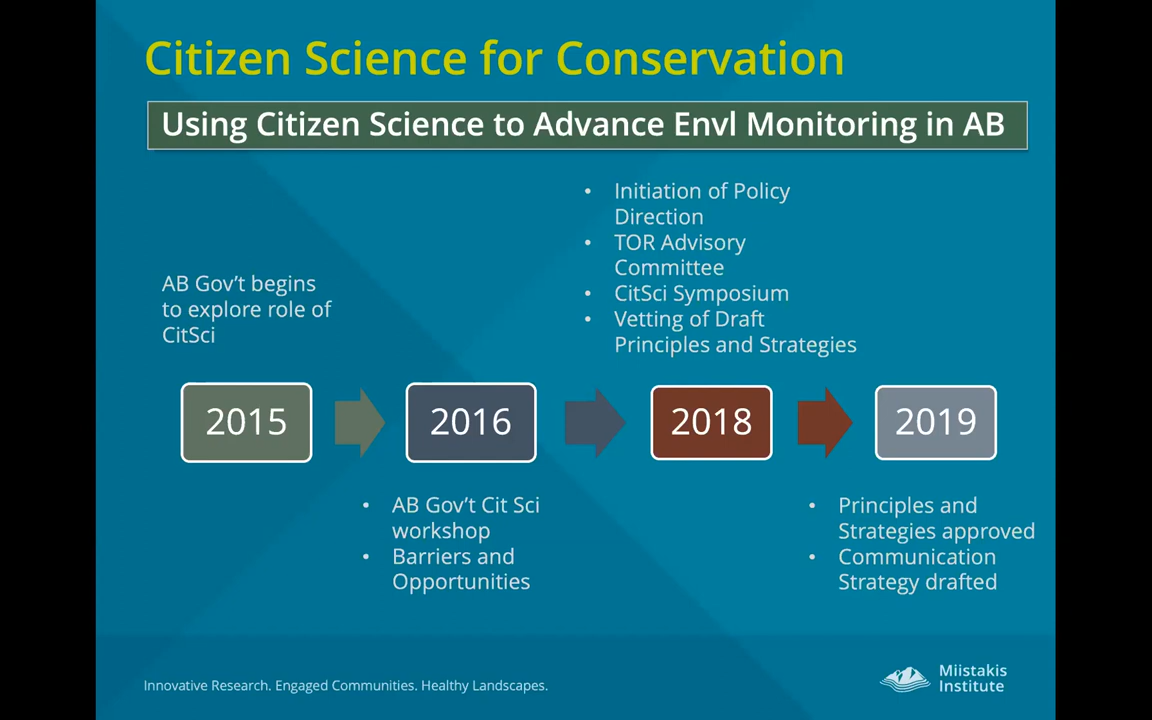 Citizen Science for Conservation
Using Citizen Science to Advance Envl Monitoring in AB
AB Gov't begins
to explore role of
CitSci
• Initiation of Policy
Direction
• TOR Advisory
Committee
• CitSci Symposium
• Vetting of Draft
Principles and Strategies
2015
2016
2018
2019
• AB Gov't Cit Sci
workshop
• Barriers and
Opportunities
• Principles and
Strategies approved
• Communication
Strategy drafted
Innovative Research. Engaged Communities. Healthy Landscapes.
Miistakis
Institute